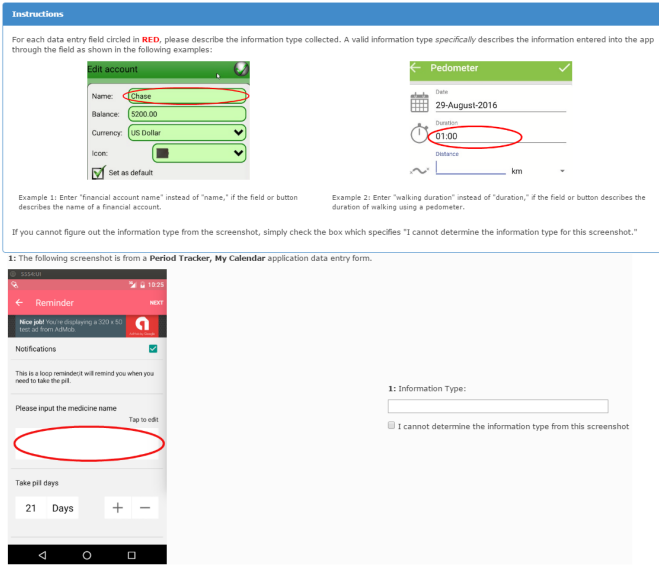 Instructions
For each data entry field circled in RED, please describe the information type collected. A valid information type specifically describes the information entered into the app
through the field as shown in the following examples:
Edit account
Name: Chase
Balance: 5200.00
Currency: US Dollar
Icon:
Set as default
Pedometer
Date
29-August-2016
Duration
01:00
Distance
km
Example 1: Enter "financial account name" instead of "name," if the field or button
describes the name of a financial account.
Example 2: Enter "walking duration" instead of "duration," if the field or button describes the
duration of walking using a pedometer.
If you cannot figure out the information type from the screenshot, simply check the box which specifies "I cannot determine the information type for this screenshot."
1: The following screenshot is from a Period Tracker, My Calendar application data entry form.
10:25
Reminder NEXT
Nice job! You're displaying a 320 x 50
test ad from AdMob.
Notifications
This is a loop reminder,it will remind you when you
need to take the pill.
Please input the medicine name
Tap to edit
Take pill days
21 Days + −
1: Information Type:
I cannot determine the information type from this screenshot